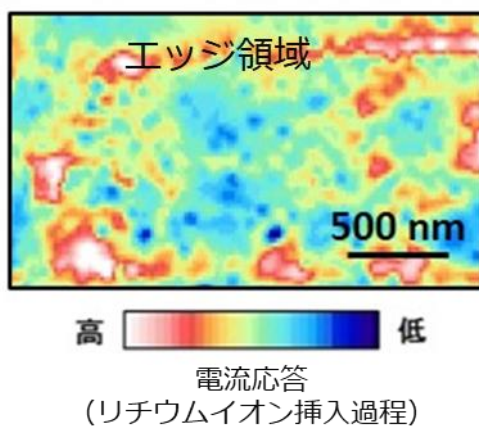 エッジ領域
500 nm
高 低
電流応答
（リチウムイオン挿入過程）